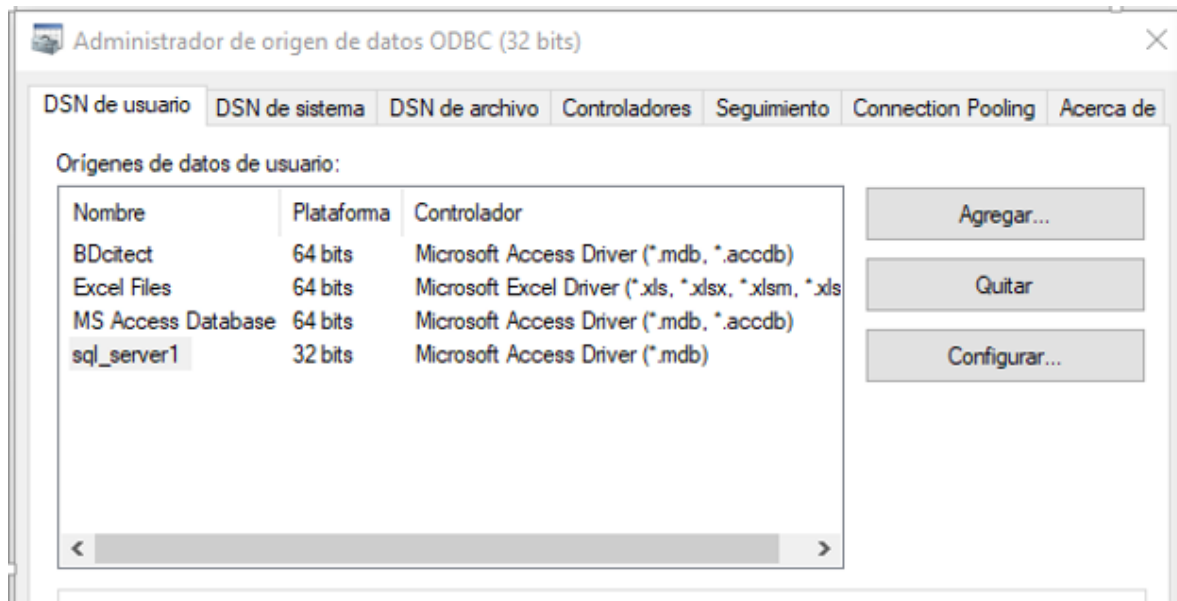 Administrador de origen de datos ODBC (32 bits)
DSN de usuario DSN de sistema DSN de archivo Controladores Seguimiento Connection Pooling Acerca de
Orígenes de datos de usuario:
Nombre Plataforma Controlador
BDcitect 64 bits Microsoft Access Driver (*.mdb, *.accdb)
Excel Files 64 bits Microsoft Excel Driver (*.xls, *.xlsx, *.xlsm, *.xls
MS Access Database 64 bits Microsoft Access Driver (*.mdb, *.accdb)
sql_server1 32 bits Microsoft Access Driver (*.mdb)
Agregar...
Quitar
Configurar...